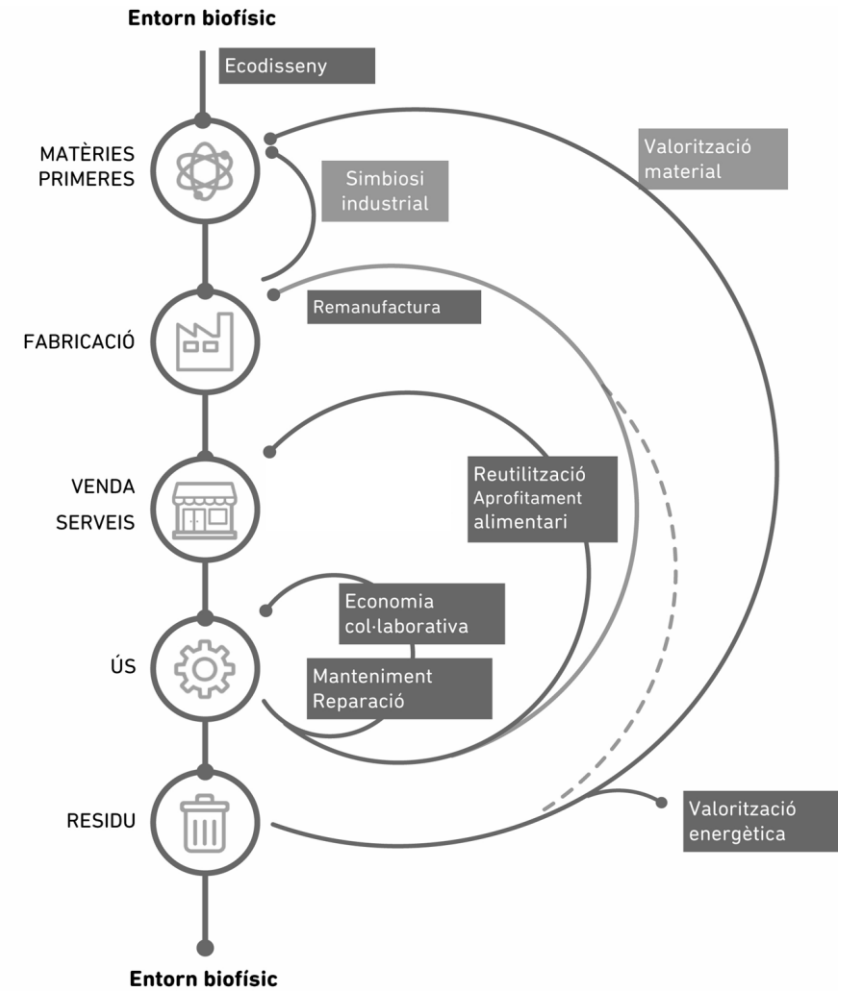 Entorn biofísic
Ecodisseny
MATÈRIES
PRIMERES
Valorització
material
Simbiosi
industrial
Remanufactura
FABRICACIÓ
VENDA
SERVEIS
Reutilització
Aprofitament
alimentari
Economia
col·laborativa
ÚS
Manteniment
Reparació
RESIDU
Valorització
energètica
Entorn biofísic